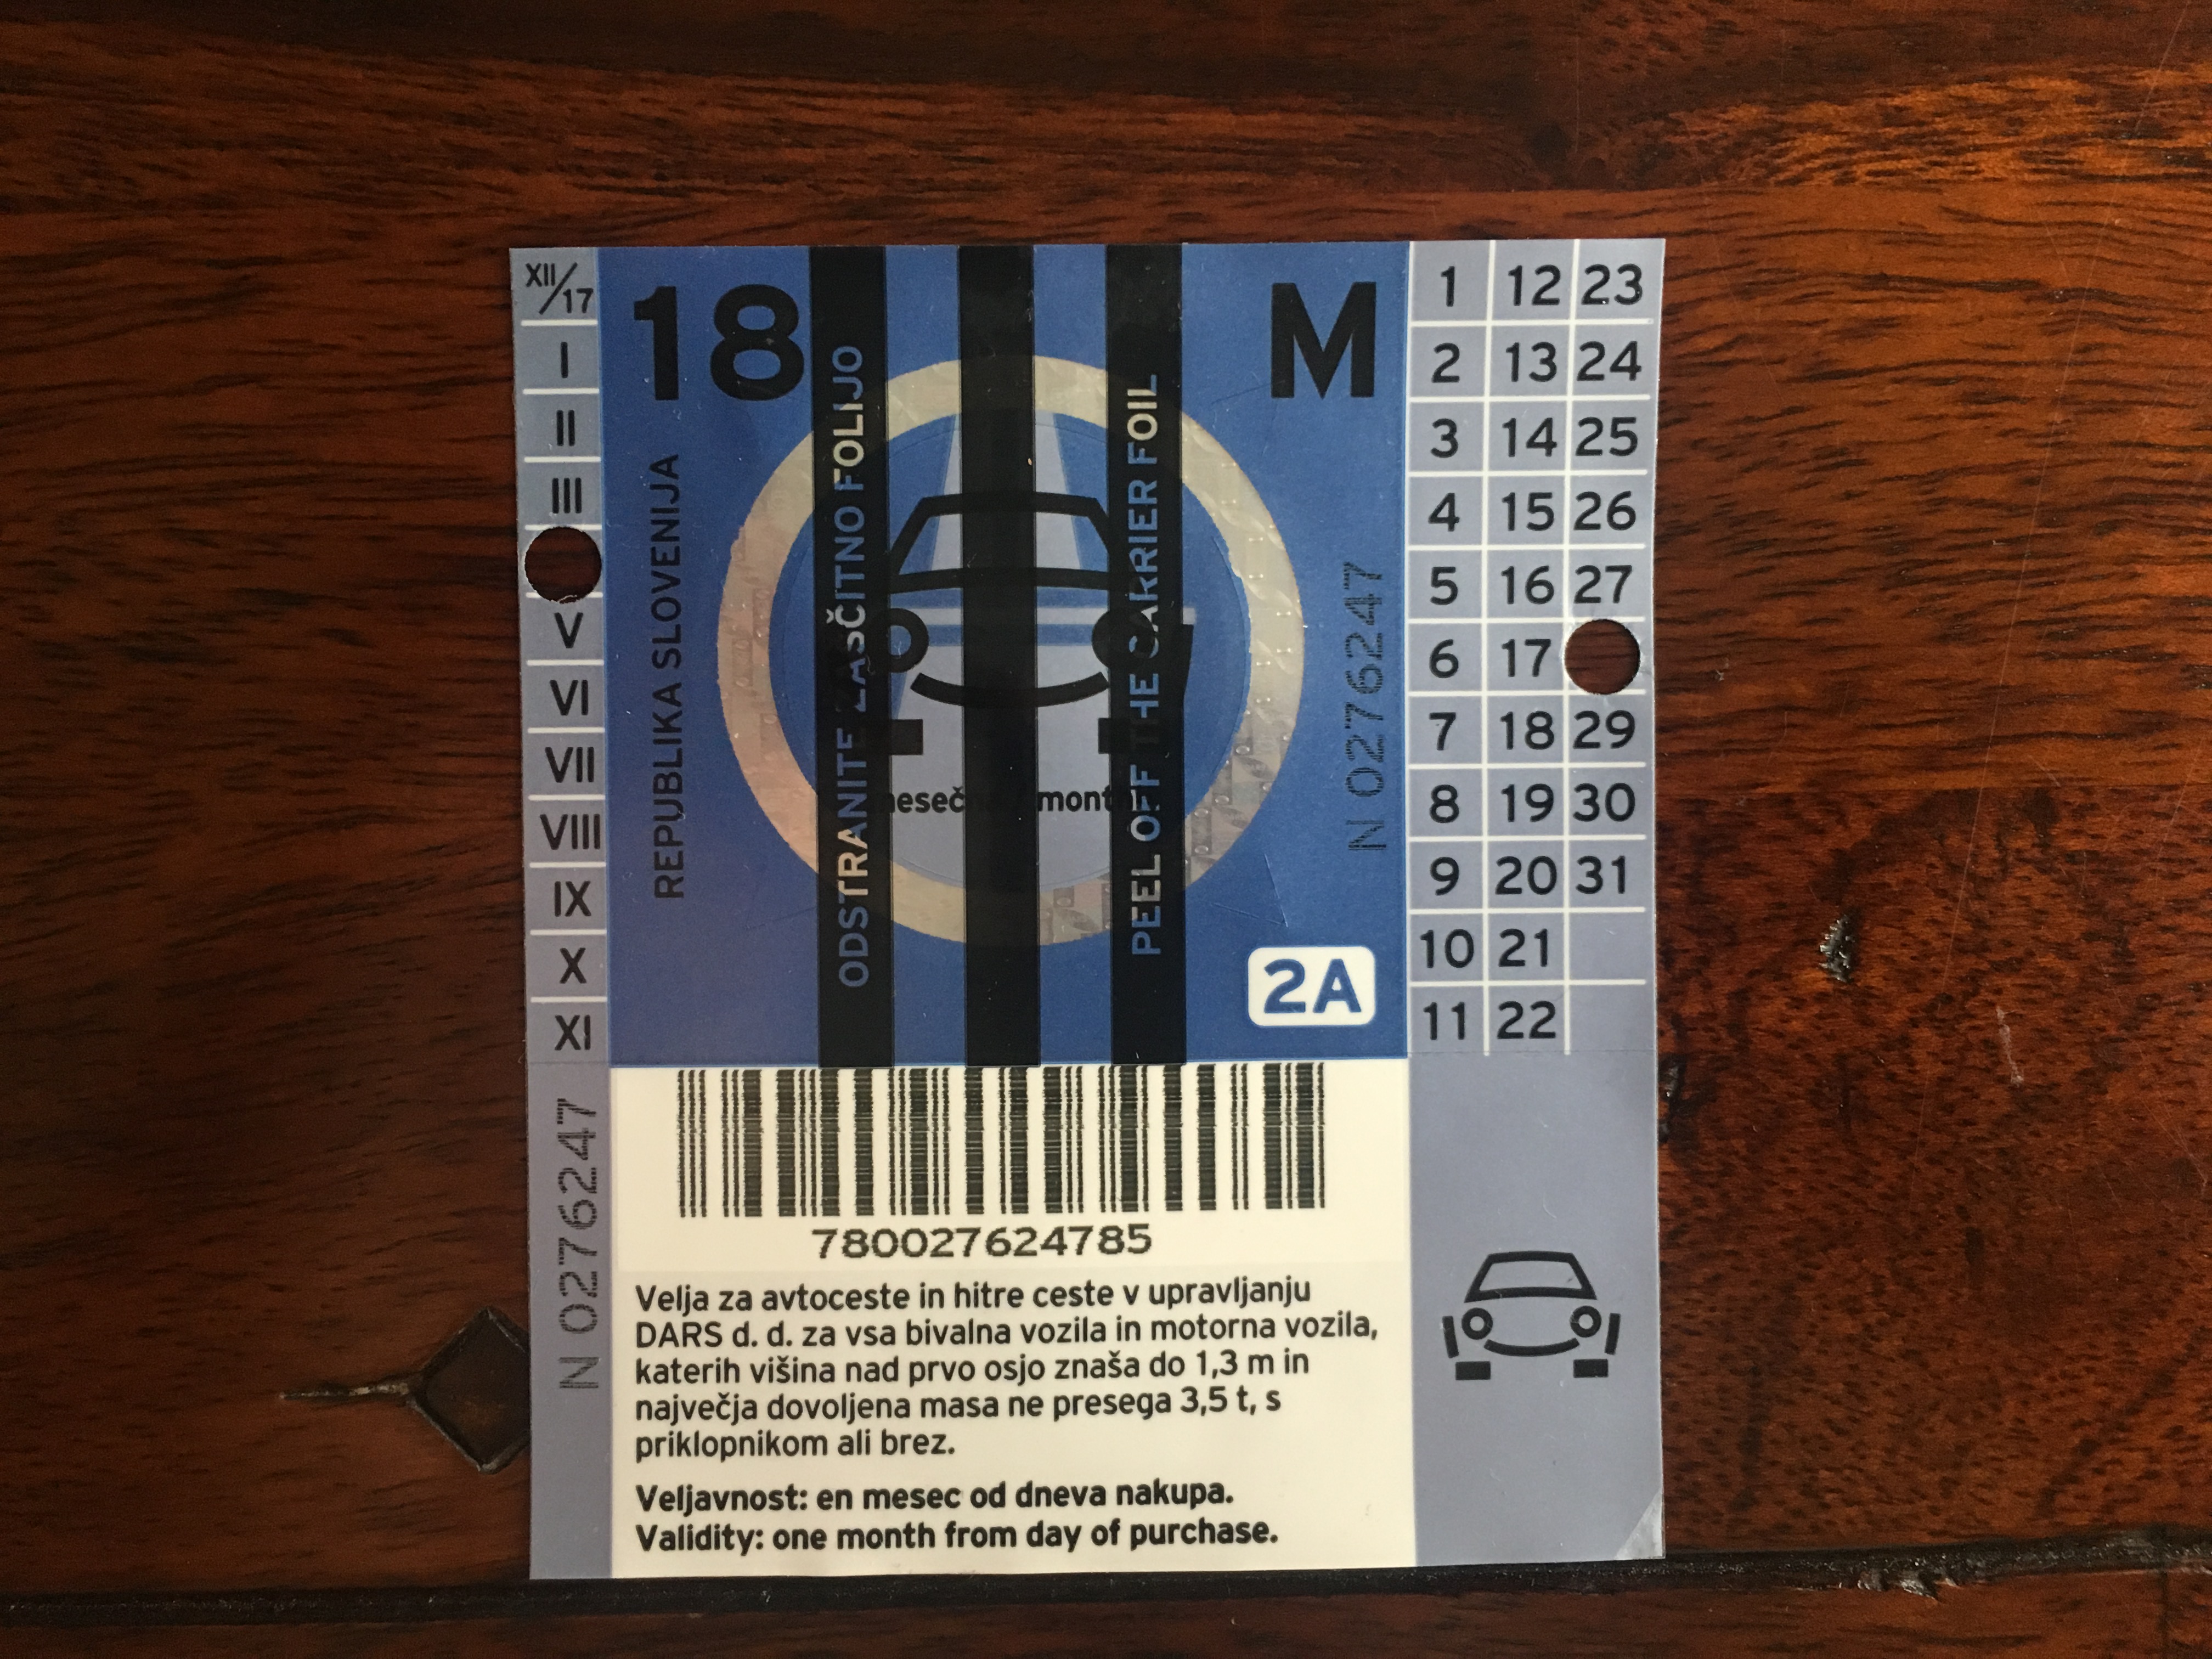 XII/17
I
II
III
V
VI
VII
VIII
IX
X
XI
N 0276247
18
M
REPUBLIKA SLOVENIJA
ODSTRANITE ZAŠČITNO FOLIJO
PEEL OFF THE CARRIER FOIL
N 0276247
2A
1 12 23
2 13 24
3 14 25
4 15 26
5 16 27
6 17
7 18 29
8 19 30
9 20 31
10 21
11 22
780027624785
Velja za avtoceste in hitre ceste v upravljanju
DARS d. d. za vsa bivalna vozila in motorna vozila,
katerih višina nad prvo osjo znaša do 1,3 m in
največja dovoljena masa ne presega 3,5 t, s
priklopnikom ali brez.
Veljavnost: en mesec od dneva nakupa.
Validity: one month from day of purchase.